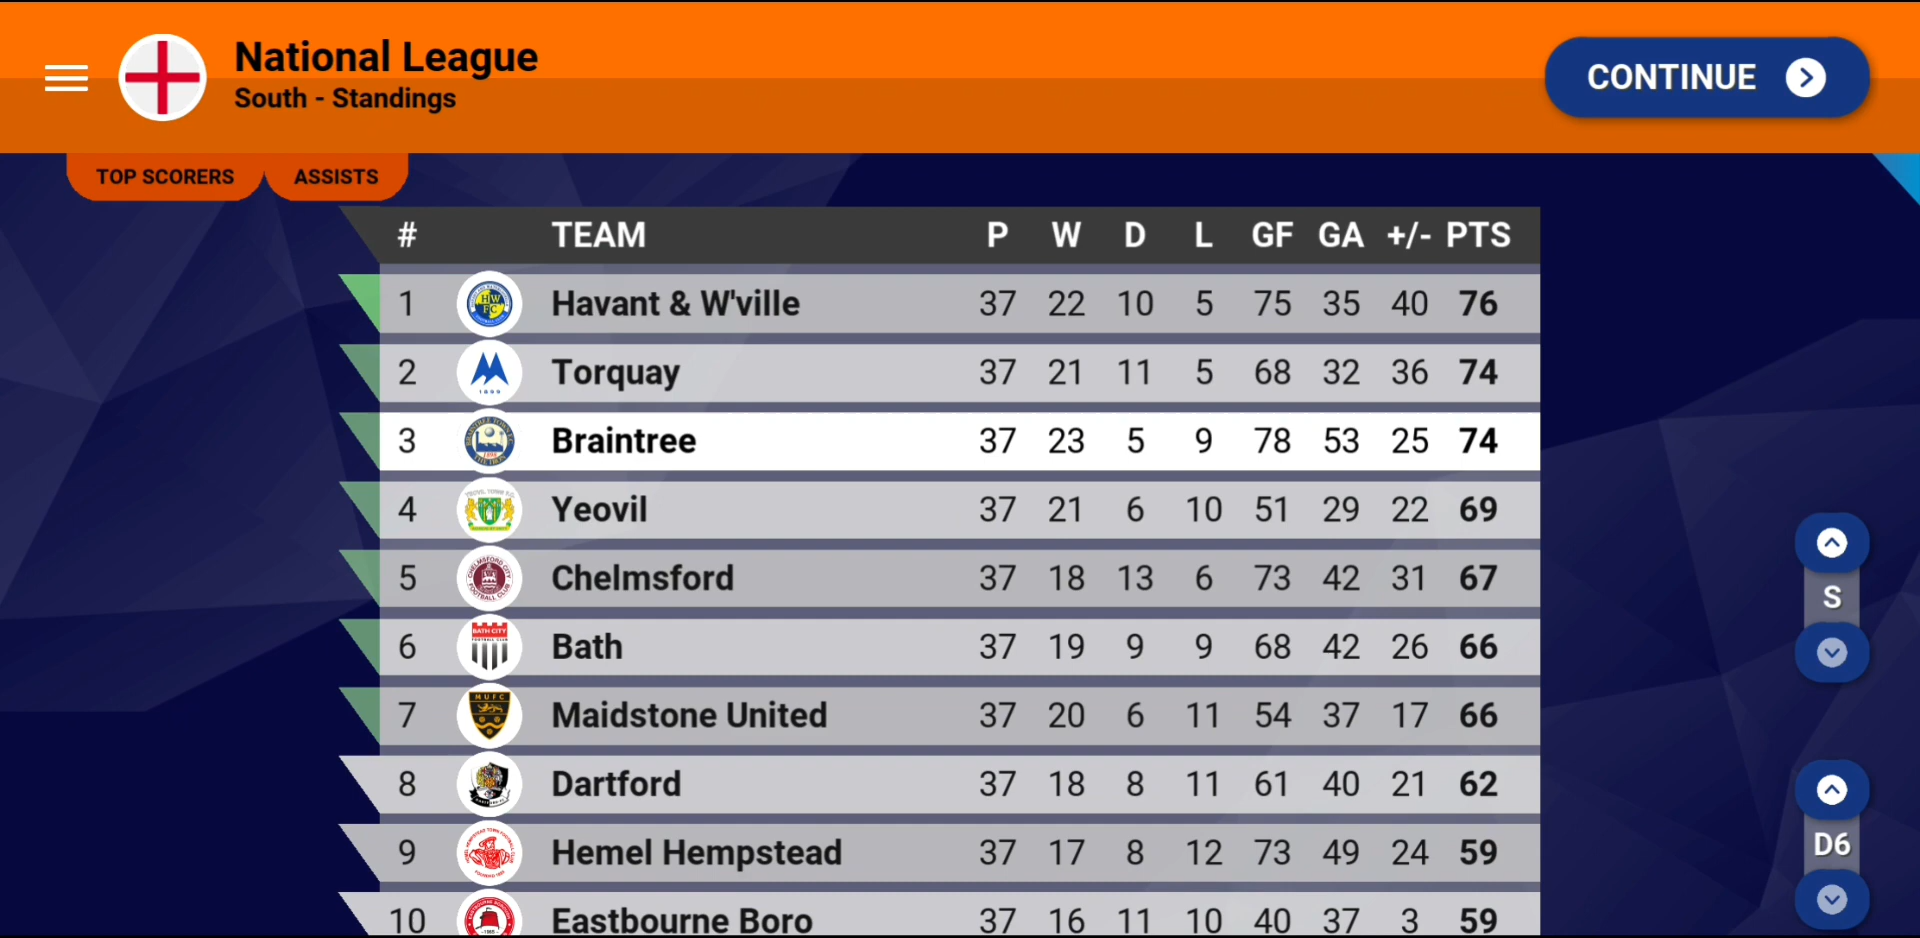 National League
South - Standings
CONTINUE
TOP SCORERS ASSISTS
# TEAM P W D L GF GA +/- PTS
1 Havant & W'ville 37 22 10 5 75 35 40 76
2 Torquay 37 21 11 5 68 32 36 74
3 Braintree 37 23 5 9 78 53 25 74
4 Yeovil 37 21 6 10 51 29 22 69
5 Chelmsford 37 18 13 6 73 42 31 67
6 Bath 37 19 9 9 68 42 26 66
7 Maidstone United 37 20 6 11 54 37 17 66
8 Dartford 37 18 8 11 61 40 21 62
9 Hemel Hempstead 37 17 8 12 73 49 24 59
10 Eastbourne Boro 37 16 11 10 40 37 3 59
S
D6
HW
FC
1899
BATH CITY
MUFC